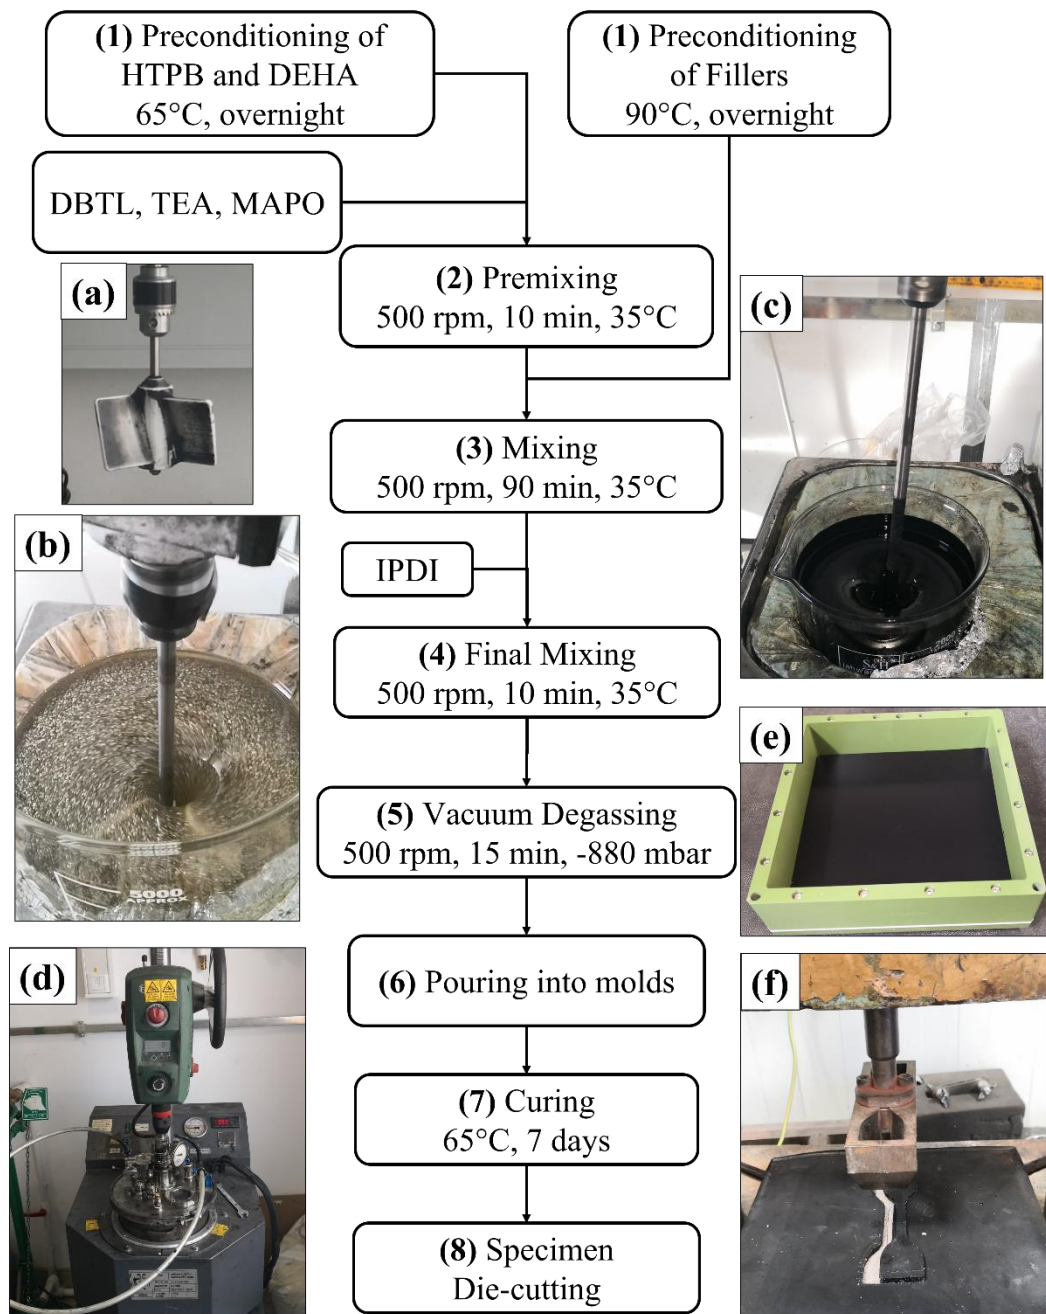 (1) Preconditioning of
HTPB and DEHA
65°C, overnight
(1) Preconditioning
of Fillers
90°C, overnight
DBTL, TEA, MAPO
(a)
(2) Premixing
500 rpm, 10 min, 35°C
(c)
(3) Mixing
500 rpm, 90 min, 35°C
(b)
IPDI
(4) Final Mixing
500 rpm, 10 min, 35°C
(e)
(5) Vacuum Degassing
500 rpm, 15 min, -880 mbar
5000
APPROX
(d)
(6) Pouring into molds
(f)
(7) Curing
65°C, 7 days
(8) Specimen
Die-cutting